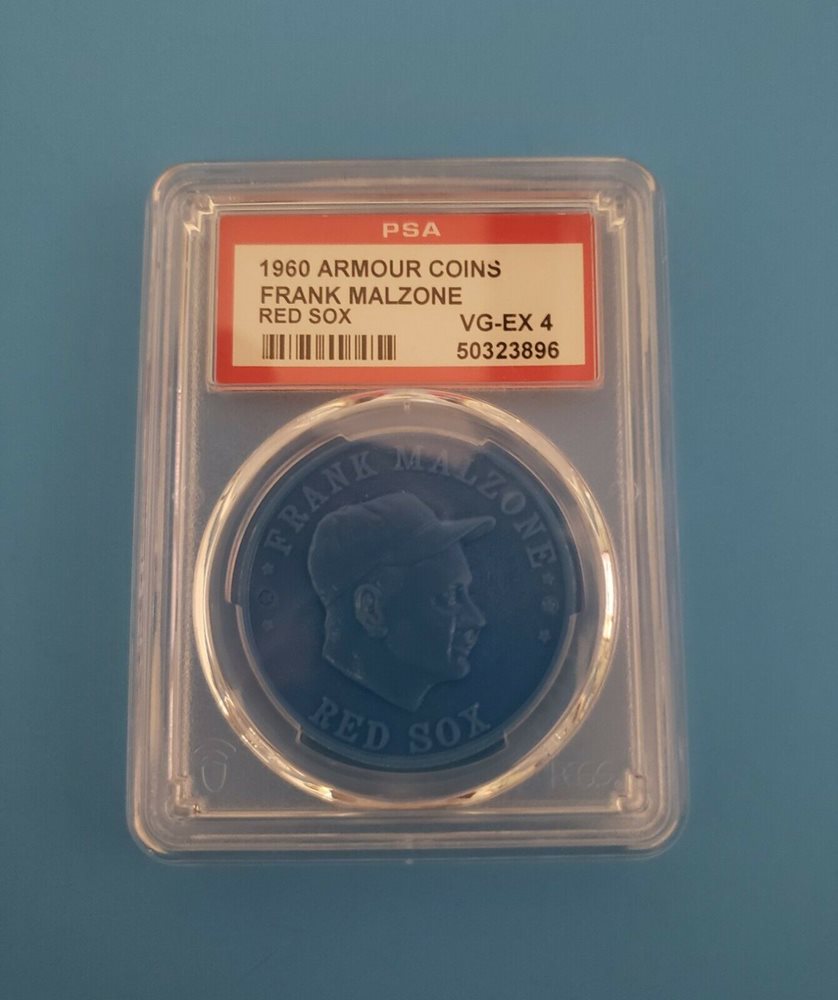 PSA
1960 ARMOUR COINS
FRANK MALZONE
RED SOX
VG-EX 4
50323896
FRANK MALZONE
RED SOX